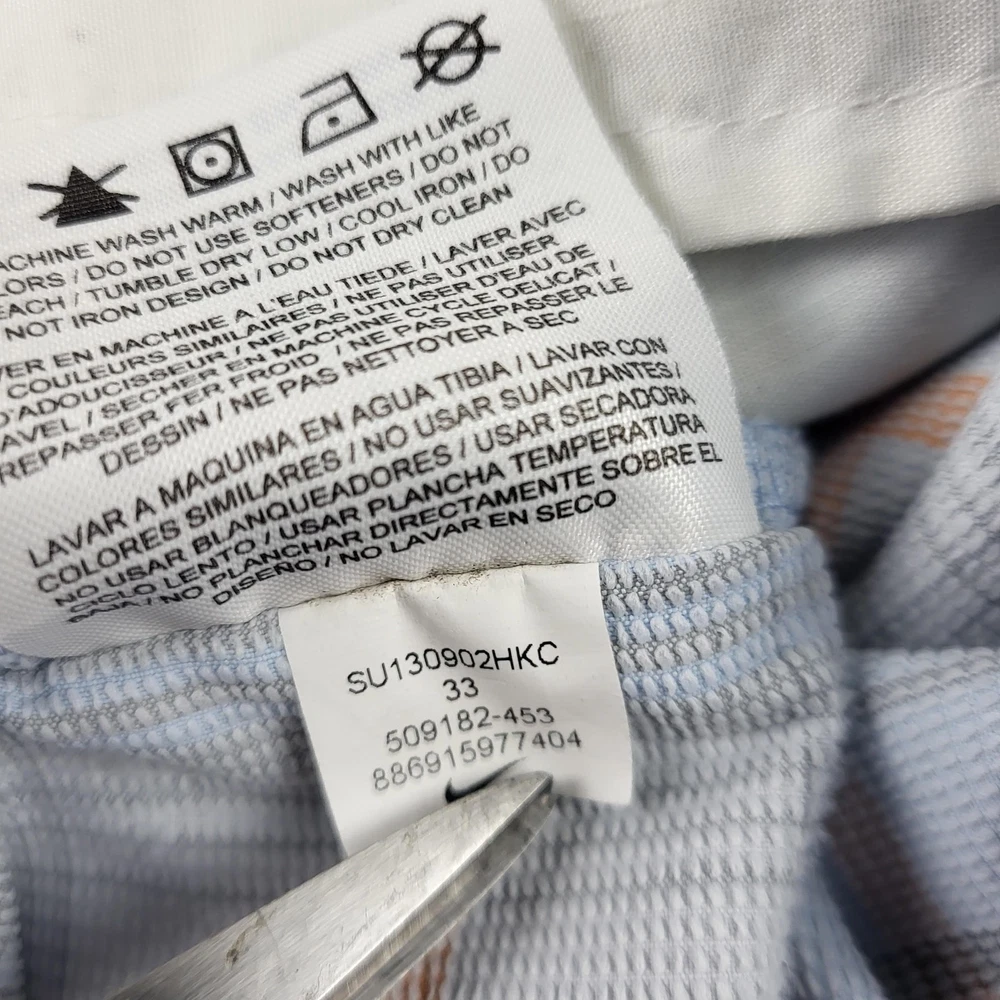 MACHINE WASH WARM / WASH WITH LIKE
/ DO NOT USE SOFTENERS / DO NOT
/ TUMBLE DRY LOW / COOL IRON / DO
NOT IRON DESIGN / DO NOT DRY CLEAN
EN MACHINE A L'EAU TIEDE / LAVER AVEC
COULEURS SIMILAIRES / NE PAS UTILISER
D'ADOUCISSEUR / NE PAS UTILISER D'EAU DE
/ SECHER EN MACHINE CYCLE DELICAT /
REPASSER FER FROID / NE PAS REPASSER LE
DESSIN / NE PAS NETTOYER A SEC
LAVAR A MAQUINA EN AGUA TIBIA / LAVAR CON
COLORES SIMILARES / NO USAR SUAVIZANTES /
NO USAR BLANQUEADORES / USAR SECADORA
CICLO LENTO / USAR PLANCHA TEMPERATURA
/ NO PLANCHAR DIRECTAMENTE SOBRE EL
DISEÑO / NO LAVAR EN SECO
SU130902HKC
33
509182-453
886915977404